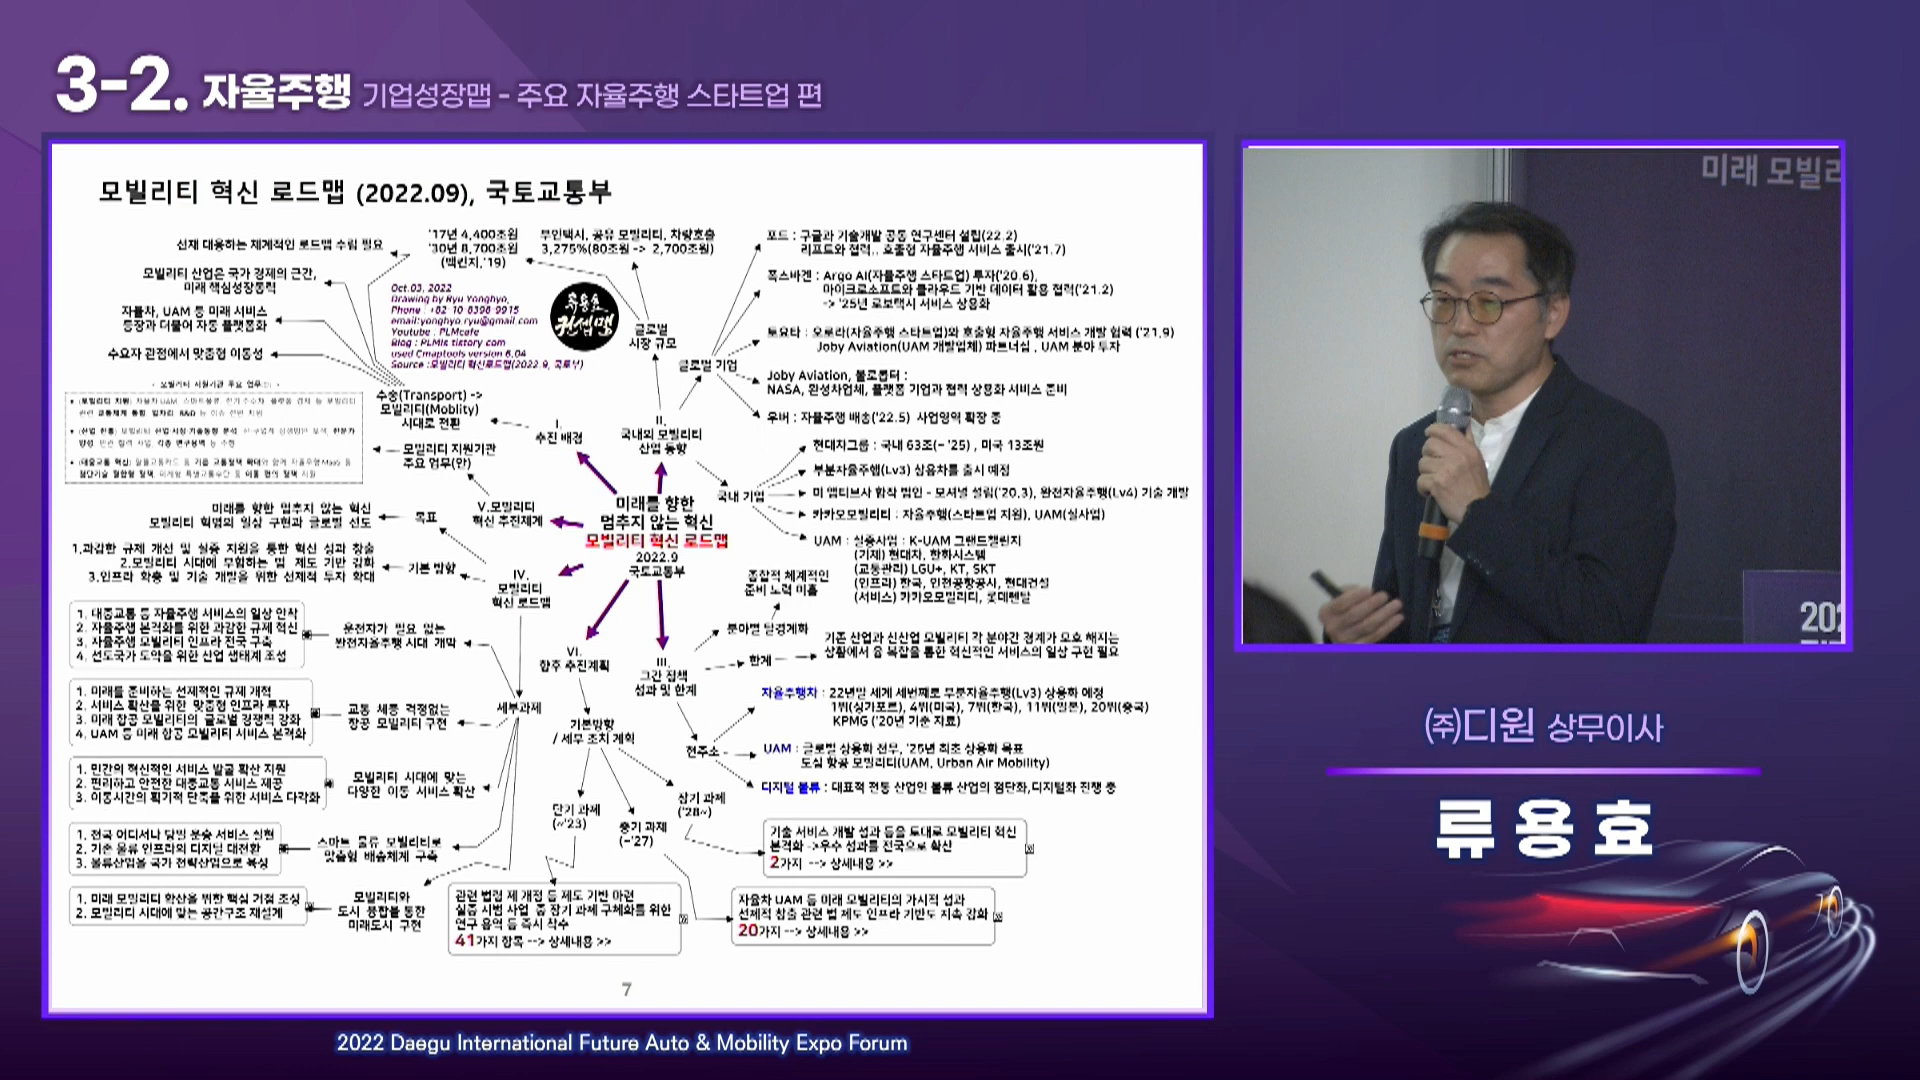 3-2. 자율주행 기업성장맵 - 주요 자율주행 스타트업 편
모빌리티 혁신 로드맵 (2022.09), 국토교통부
선재 대응하는 체계적인 로드맵 수립 필요
모빌리티 산업은 국가 경제의 근간,
미래 핵심성장동력
자율차, UAM 등 미래 서비스
등장과 더불어 자동 플랫폼화
수요자 관점에서 맞춤형 이동성
'17년 4,400조원
'30년 8,700조원
(맥킨지,'19)
무인택시, 공유 모빌리티, 차량호출
3,275%(80조원 -> 2,700조원)
Oct.03, 2022
Drawing by Ryu Yonghyo,
Phone : +82-10-8398-9915
email:yonghyo.ryu@gmail.com
Youtube : PLMcafe
Blog : PLMIs tistory com
used Cmaptools version 6.04
Source :모빌리티 혁신로드맵(2022.9, 국토부)
류용효
컨셉맵
글로벌
시장 규모
글로벌 기업
포드 : 구글과 기술개발 공동 연구센터 설립(22.2)
리프트와 협력.. 호출형 자율주행 서비스 출시('21.7)
폭스바겐 : Argo AI(자율주행 스타트업) 투자('20.6),
마이크로소프트와 클라우드 기반 데이터 활용 협력('21.2)
-> '25년 로보택시 서비스 상용화
토요타 : 오로라(자율주행 스타트업)와 호출형 자율주행 서비스 개발 협력 ('21.9)
Joby Aviation(UAM 개발업체) 파트너십 , UAM 분야 투자
Joby Aviation, 볼로콥터 :
NASA, 완성차업체, 플랫폼 기업과 협력 상용화 서비스 준비
우버 : 자율주행 배송('22.5) 사업영역 확장 중
수송(Transport) ->
모빌리티(Moblity)
시대로 전환
I.
추진 배경
II.
국내외 모빌리티
산업 동향
모빌리티 지원기관
주요 업무(안)
국내 기업
현대차그룹 : 국내 63조(~ '25) , 미국 13조원
부분자율주행(Lv3) 상용차를 출시 예정
미 앱티브사 합작 법인 - 모셔널 설립('20.3), 완전자율주행(Lv4) 기술 개발
카카오모빌리티 : 자율주행(스타트업 지원), UAM(실사업)
UAM : 실증사업 : K-UAM 그랜드챌린지
(기체) 현대차, 한화시스템
(교통관리) LGU+, KT, SKT
(인프라) 한국, 인천공항공사, 현대건설
(서비스) 카카오모빌리티, 롯데렌탈
미래를 향한
멈추지 않는 혁신
모빌리티 혁신 로드맵
2022.9
국토교통부
V.모빌리티
혁신 추진체계
미래를 향한 멈추지 않는 혁신
모빌리티 혁명의 일상 구현과 글로벌 선도
목표
1.과감한 규제 개선 및 실증 지원을 통한 혁신 성과 창출
2.모빌리티 시대에 부합하는 법 제도 기반 강화
3.인프라 확충 및 기술 개발을 위한 선제적 투자 확대
기본 방향
IV.
모빌리티
혁신 로드맵
종합적 체계적인
준비 노력 미흡
분야별 탈경계화
한계
기존 산업과 신산업 모빌리티 각 분야간 경계가 모호 해지는
상황에서 융 복합을 통한 혁신적인 서비스의 일상 구현 필요
1. 대중교통 등 자율주행 서비스의 일상 안착
2. 자율주행 본격화를 위한 과감한 규제 혁신
3. 자율주행 모빌리티 인프라 전국 구축
4. 선도국가 도약을 위한 산업 생태계 조성
운전자가 필요 없는
완전자율주행 시대 개막
VI.
향후 추진계획
III.
그간 정책
성과 및 한계
자율주행차 : 22년말 세계 세번째로 부분자율주행(Lv3) 상용화 예정
1위(싱가포르), 4위(미국), 7위(한국), 11위(일본), 20위(중국)
KPMG ('20년 기준 자료)
1. 미래를 준비하는 선제적인 규제 개혁
2. 서비스 확산을 위한 맞춤형 인프라 투자
3. 미래 항공 모빌리티의 글로벌 경쟁력 강화
4. UAM 등 미래 항공 모빌리티 서비스 본격화
교통 체증 걱정없는
항공 모빌리티 구현
세부과제
기본방향
/ 세부 조치 계획
현주소
UAM : 글로벌 상용화 전무, '25년 최초 상용화 목표
도심 항공 모빌리티(UAM, Urban Air Mobility)
디지털 물류 : 대표적 전통 산업인 물류 산업의 첨단화,디지털화 진행 중
1. 민간의 혁신적인 서비스 발굴 확산 지원
2. 편리하고 안전한 대중교통 서비스 제공
3. 이동시간의 획기적 단축을 위한 서비스 다각화
모빌리티 시대에 맞는
다양한 이동 서비스 확산
단기 과제
(~'23)
중기 과제
(~'27)
장기 과제
('28~)
1. 전국 어디서나 당일 운송 서비스 실현
2. 기존 물류 인프라의 디지털 대전환
3. 물류산업을 국가 전략산업으로 육성
스마트 물류 모빌리티로
맞춤형 배송체계 구축
기술 서비스 개발 성과 등을 토대로 모빌리티 혁신
본격화 ->우수 성과를 전국으로 확산
2가지 --> 상세내용 >>
1. 미래 모빌리티 확산을 위한 핵심 거점 조성
2. 모빌리티 시대에 맞는 공간구조 재설계
모빌리티와
도시 융합을 통한
미래도시 구현
관련 법령 제 개정 등 제도 기반 마련
실증 시범 사업 중 장기 과제 구체화를 위한
연구 용역 등 즉시 착수
41가지 항목 --> 상세내용 >>
자율차 UAM 등 미래 모빌리티의 가시적 성과
선제적 창출 관련 법 제도 인프라 기반도 지속 강화
20가지 --> 상세내용 >>
7
미래 모빌리
202
㈜디원 상무이사
류용효
2022 Daegu International Future Auto & Mobility Expo Forum